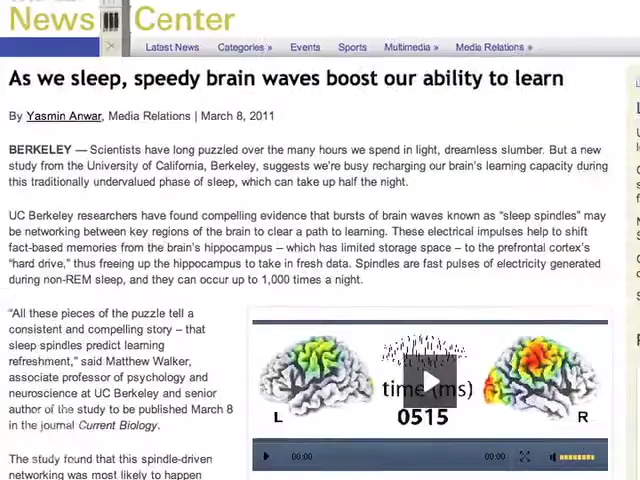 News Center
Latest News Categories » Events Sports Multimedia » Media Relations »
As we sleep, speedy brain waves boost our ability to learn
By Yasmin Anwar, Media Relations | March 8, 2011
BERKELEY — Scientists have long puzzled over the many hours we spend in light, dreamless slumber. But a new
study from the University of California, Berkeley, suggests we're busy recharging our brain's learning capacity during
this traditionally undervalued phase of sleep, which can take up half the night.
UC Berkeley researchers have found compelling evidence that bursts of brain waves known as “sleep spindles” may
be networking between key regions of the brain to clear a path to learning. These electrical impulses help to shift
fact-based memories from the brain's hippocampus – which has limited storage space – to the prefrontal cortex's
“hard drive,” thus freeing up the hippocampus to take in fresh data. Spindles are fast pulses of electricity generated
during non-REM sleep, and they can occur up to 1,000 times a night.
“All these pieces of the puzzle tell a
consistent and compelling story – that
sleep spindles predict learning
refreshment,” said Matthew Walker,
associate professor of psychology and
neuroscience at UC Berkeley and senior
author of the study to be published March 8
in the journal Current Biology.
The study found that this spindle-driven
networking was most likely to happen
time (ms)
L 0515 R
00:00 00:00